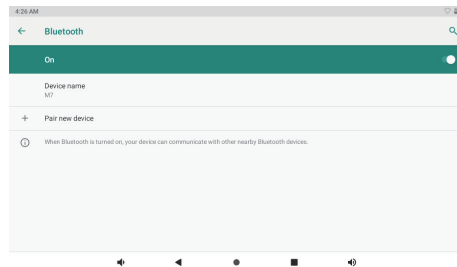 4:26 AM
Bluetooth
On
Device name
M7
Pair new device
When Bluetooth is turned on, your device can communicate with other nearby Bluetooth devices.